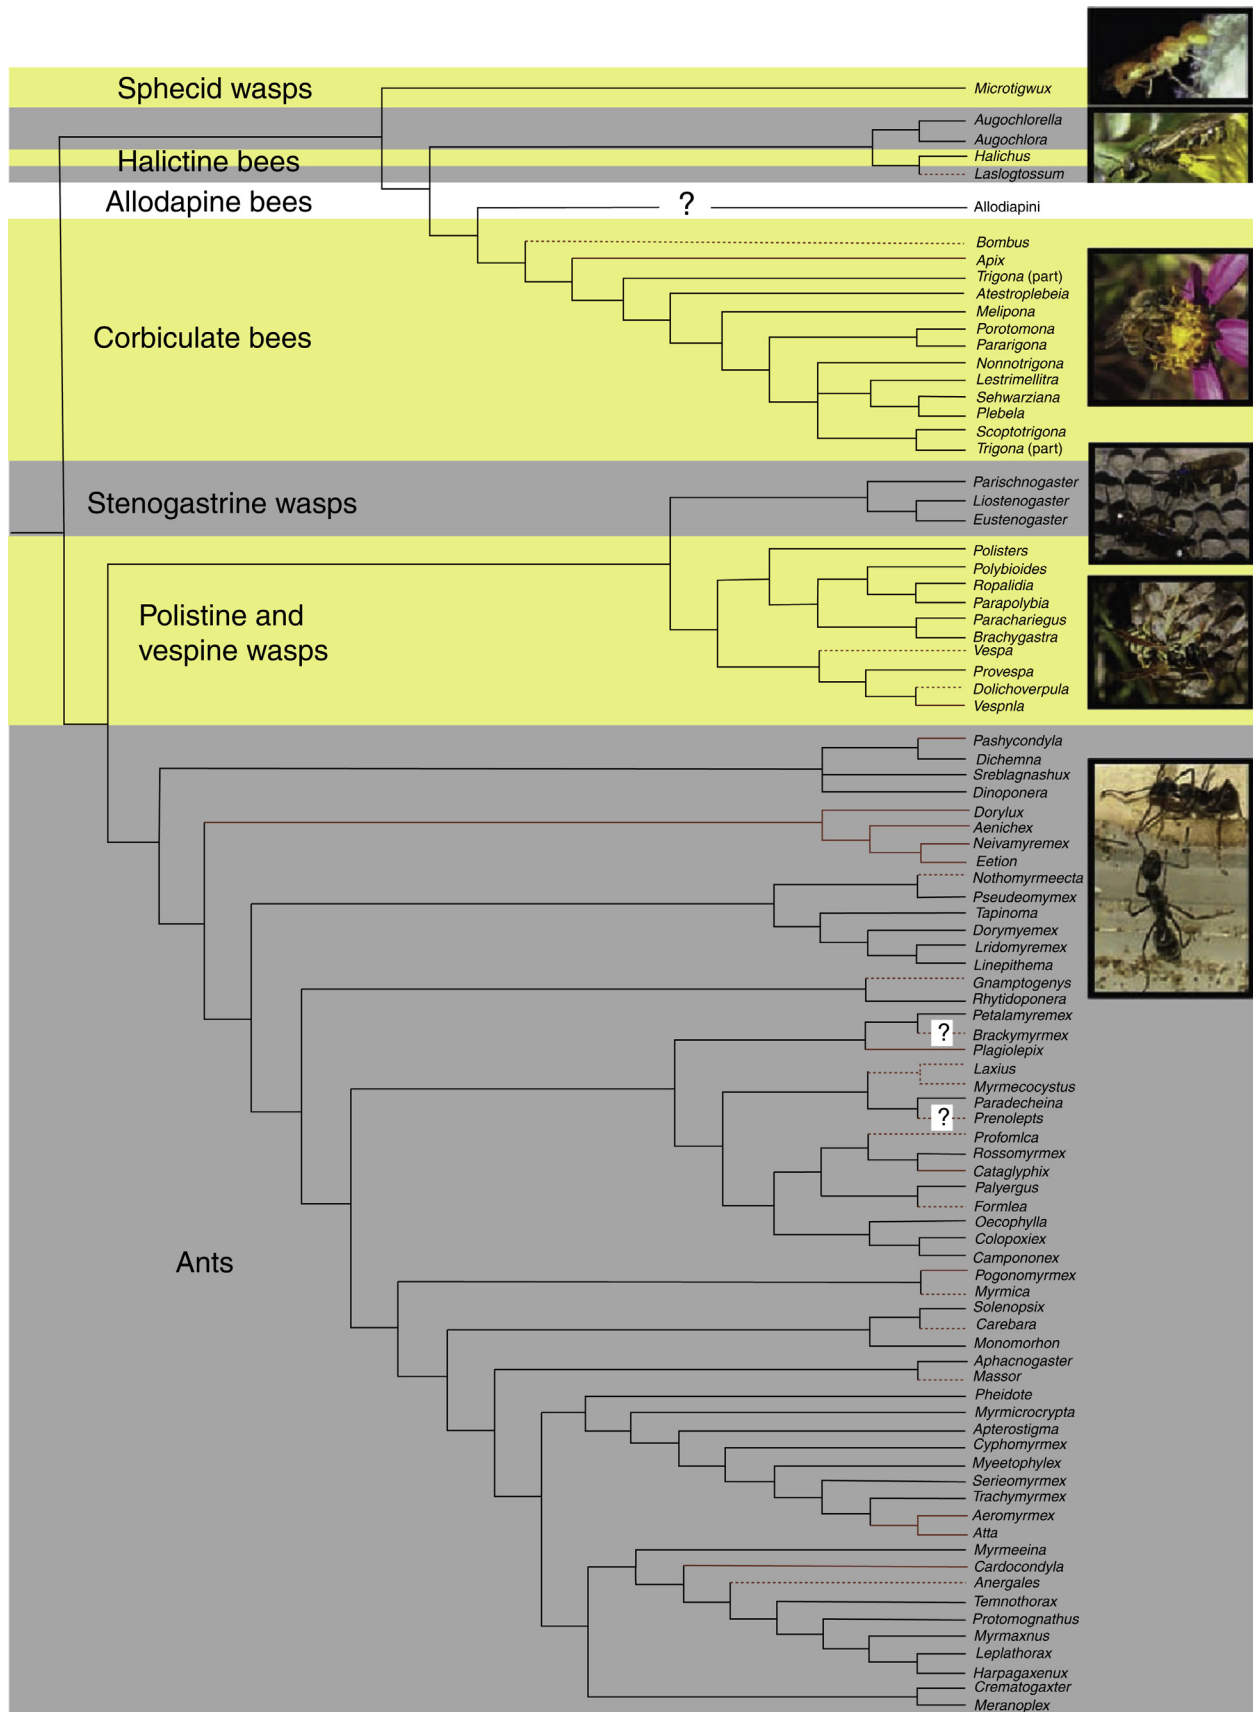 Sphecid wasps
Microtigwux
Augochlorella
Augochlora
Halictine bees
Halichus
Laslogtossum
Allodapine bees
?
Allodiapini
Bombus
Apix
Trigona (part)
Atestroplebeia
Melipona
Corbiculate bees
Porotomona
Pararigona
Nonnotrigona
Lestrimellitra
Sehwarziana
Plebela
Scoptotrigona
Trigona (part)
Stenogastrine wasps
Parischnogaster
Liostenogaster
Eustenogaster
Polistine and
vespine wasps
Polisters
Polybioides
Ropalidia
Parapolybia
Parachariegus
Brachygastra
Vespa
Provespa
Dolichoverpula
Vespnla
Pashycondyla
Dichemna
Sreblagnashux
Dinoponera
Dorylux
Aenichex
Neivamyremex
Eetion
Nothomyrmeecta
Pseudeomymex
Tapinoma
Dorymyemex
Lridomyremex
Linepithema
Gnamptogenys
Rhytidoponera
Petalamyremex
?
Brackymyrmex
Plagiolepix
Laxius
Myrmecocystus
Paradecheina
?
Prenolepts
Profomlca
Rossomyrmex
Cataglyphix
Palyergus
Formlea
Oecophylla
Colopoxiex
Campononex
Ants
Pogonomyrmex
Myrmica
Solenopsix
Carebara
Monomorhon
Aphacnogaster
Massor
Pheidote
Myrmicrocrypta
Apterostigma
Cyphomyrmex
Myeetophylex
Serieomyrmex
Trachymyrmex
Aeromyrmex
Atta
Myrmeeina
Cardocondyla
Anergales
Temnothorax
Protomognathus
Myrmaxnus
Leplathorax
Harpagaxenux
Crematogaxter
Meranoplex